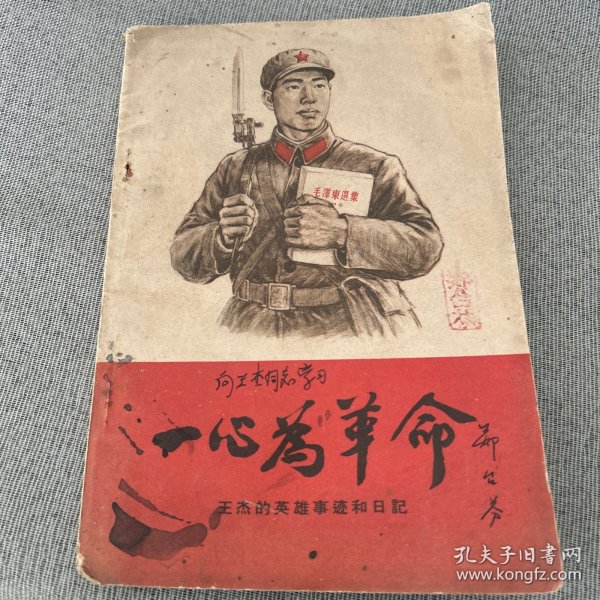 毛澤東選集
向王杰同志学习
一心為革命
王杰的英雄事迹和日記
孔夫子旧书网
www.kongfz.com